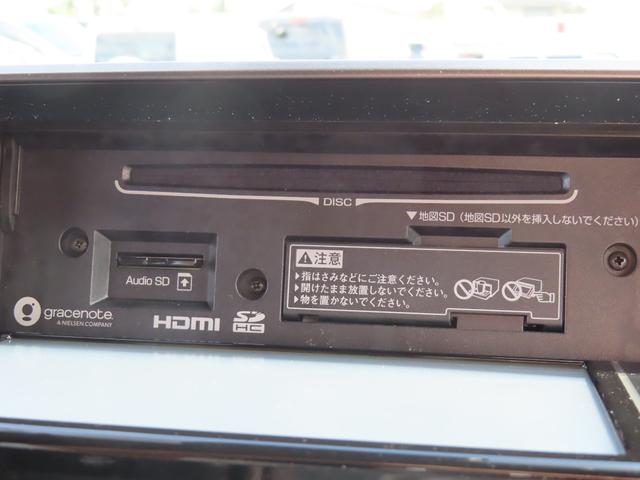 DISC
▼地図SD（地図SD以外を挿入しないでください）
⚠注意
▶指はさみなどにご注意ください。
▶開けたまま放置しないでください。
▶物を置かないでください。
Audio SD
gracenote.
A NIELSEN COMPANY
HDMI
SD
HC